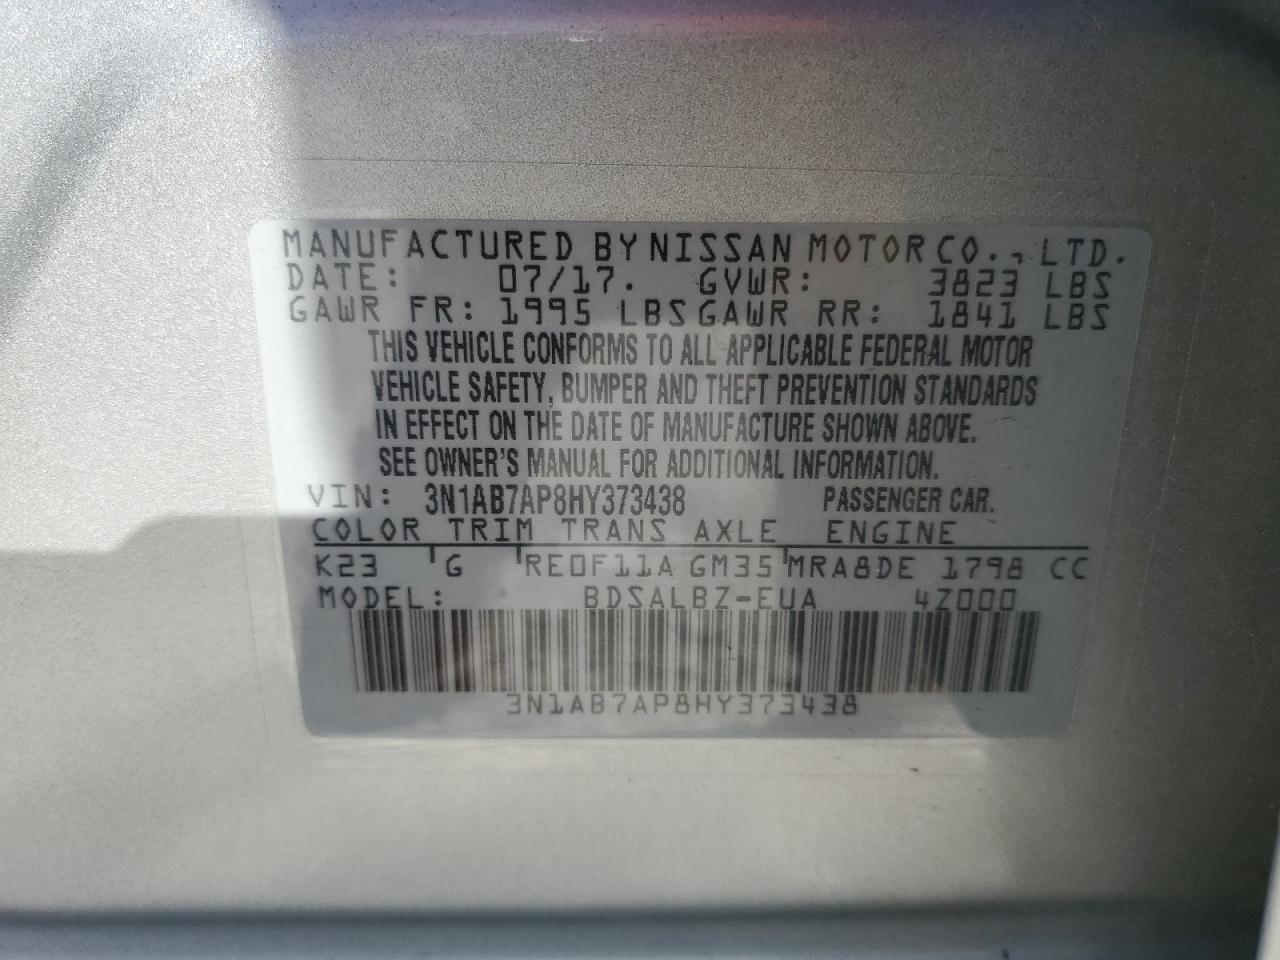 MANUFACTURED BY NISSAN MOTOR CO., LTD.
DATE: 07/17. GVWR: 3823 LBS
GAWR FR: 1995 LBS GAWR RR: 1841 LBS
THIS VEHICLE CONFORMS TO ALL APPLICABLE FEDERAL MOTOR
VEHICLE SAFETY, BUMPER AND THEFT PREVENTION STANDARDS
IN EFFECT ON THE DATE OF MANUFACTURE SHOWN ABOVE.
SEE OWNER'S MANUAL FOR ADDITIONAL INFORMATION.
VIN: 3N1AB7AP8HY373438 PASSENGER CAR.
COLOR TRIM TRANS AXLE ENGINE
K23 G RE0F11A GM35 MRA8DE 1798 CC
MODEL: BDSALBZ-EUA 4Z000
3N1AB7AP8HY373438